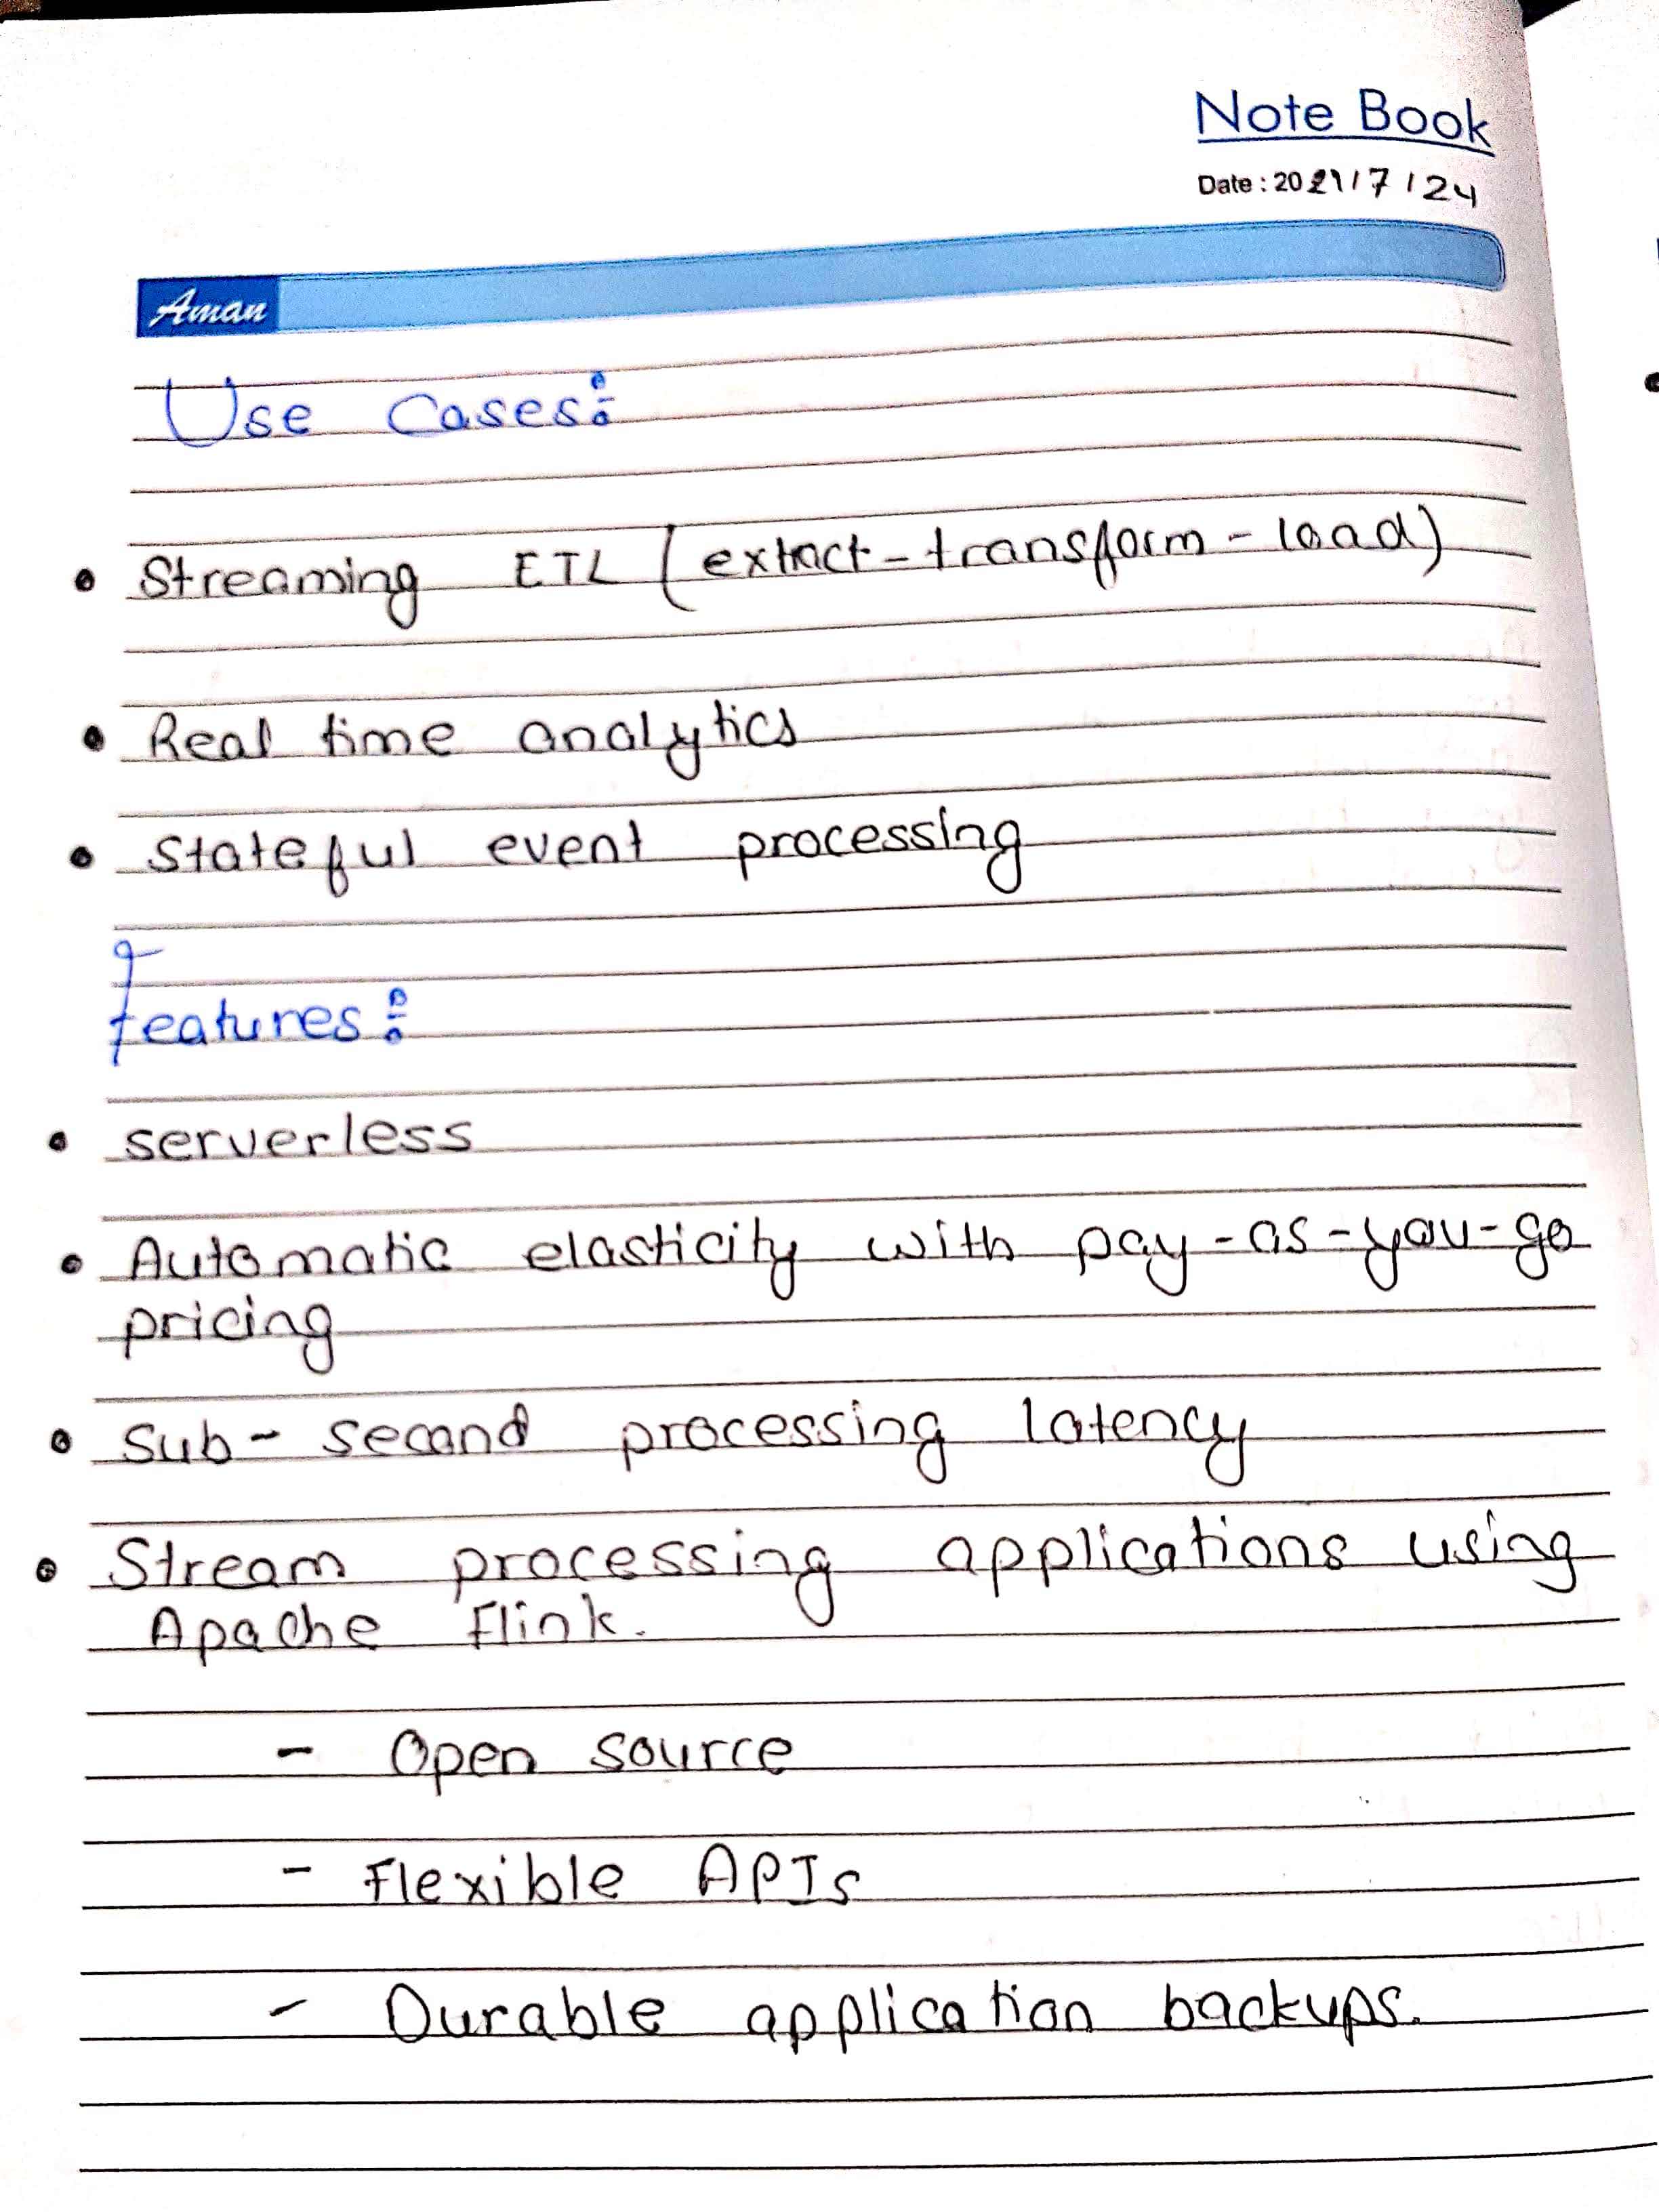 Note Book
Date : 2021/7/24
Aman
Use Cases:
• Streaming ETL (extract-transform-load)
• Real time analytics
• Stateful event processing
features:
• serverless
• Automatic elasticity with pay-as-you-go
pricing
• Sub-second processing latency
• Stream processing applications using
Apache Flink.
- Open source
- Flexible APIs
- Durable application backups.